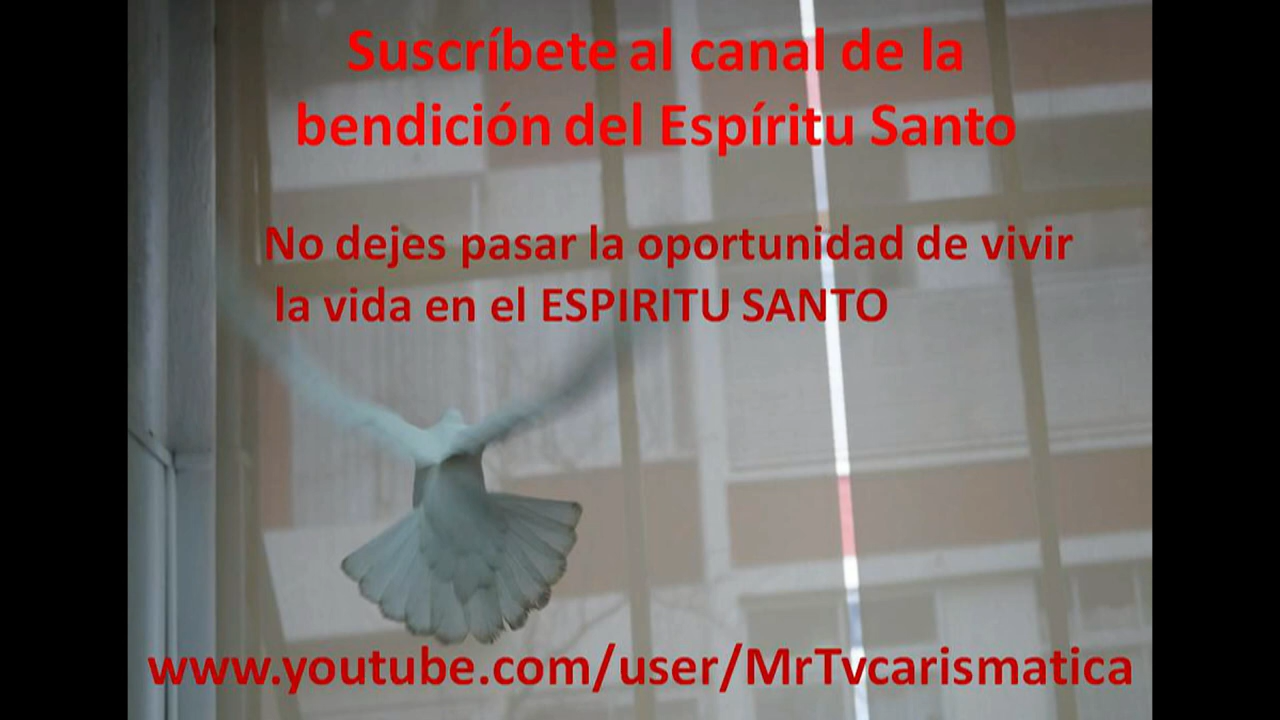 Suscríbete al canal de la
bendición del Espíritu Santo
No dejes pasar la oportunidad de vivir
la vida en el ESPIRITU SANTO
www.youtube.com/user/MrTvcarismatica